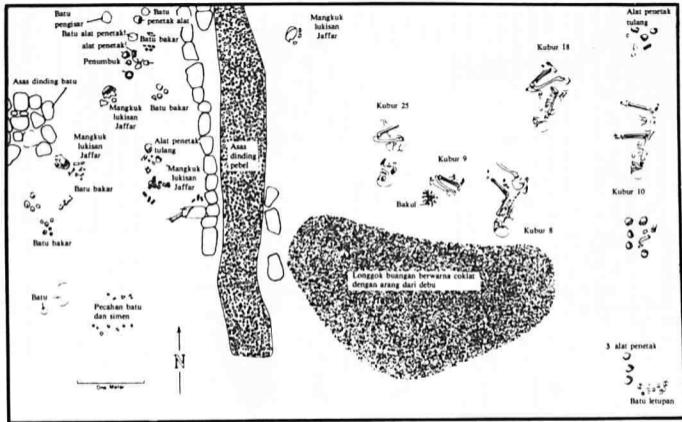 Batu
pengisar
Batu
penetak alat
Batu alat penetak
alat penetak
Batu bakar
Penumbuk
Asas dinding batu
Mangkuk
lukisan
Jaffar
Batu bakar
Mangkuk
lukisan
Jaffar
Alat penetak
tulang
Mangkuk
lukisan
Jaffar
Batu bakar
Batu bakar
Batu
Pecahan batu
dan simen
One Meter
N
Asas
dinding
pebel
Mangkuk
lukisan
Jaffar
Kubur 18
Alat penetak
tulang
Kubur 25
Kubur 9
Bakul
Kubur 8
Kubur 10
Longgok buangan berwarna coklat
dengan arang dari debu
3 alat penetak
Batu letupan